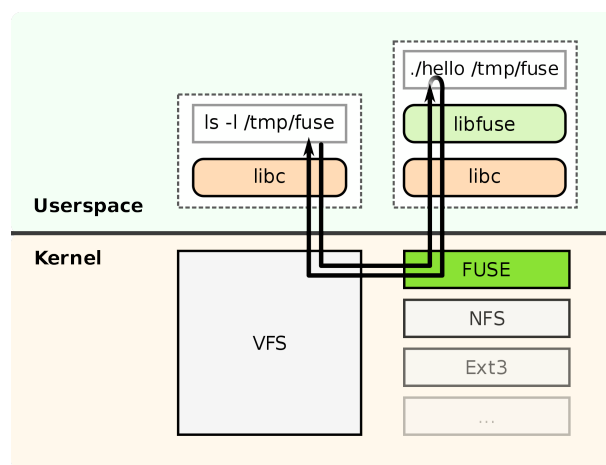 ./hello /tmp/fuse
ls -l /tmp/fuse
libfuse
libc
libc
Userspace
Kernel
FUSE
NFS
VFS
Ext3
...